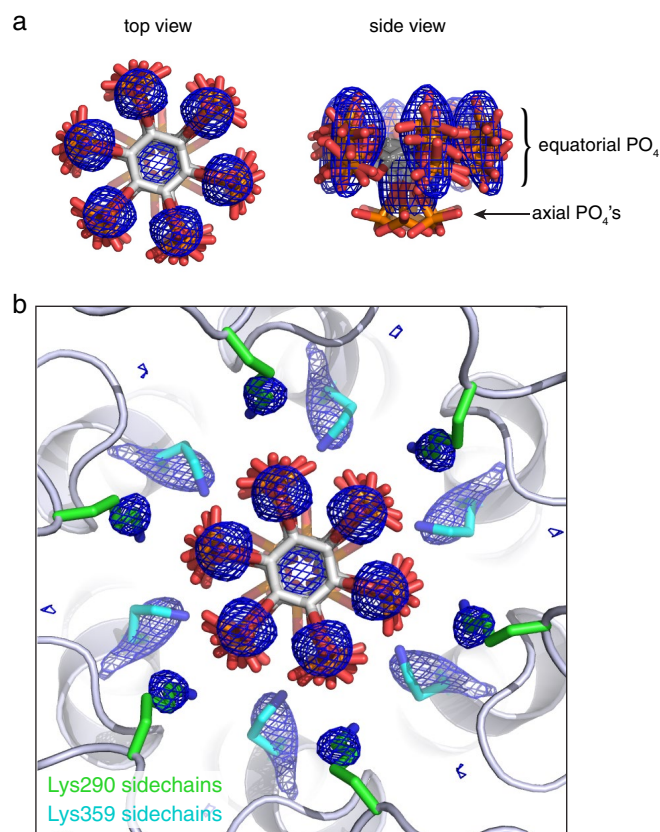 a
top view
side view
equatorial PO4
axial PO4's
b
Lys290 sidechains
Lys359 sidechains